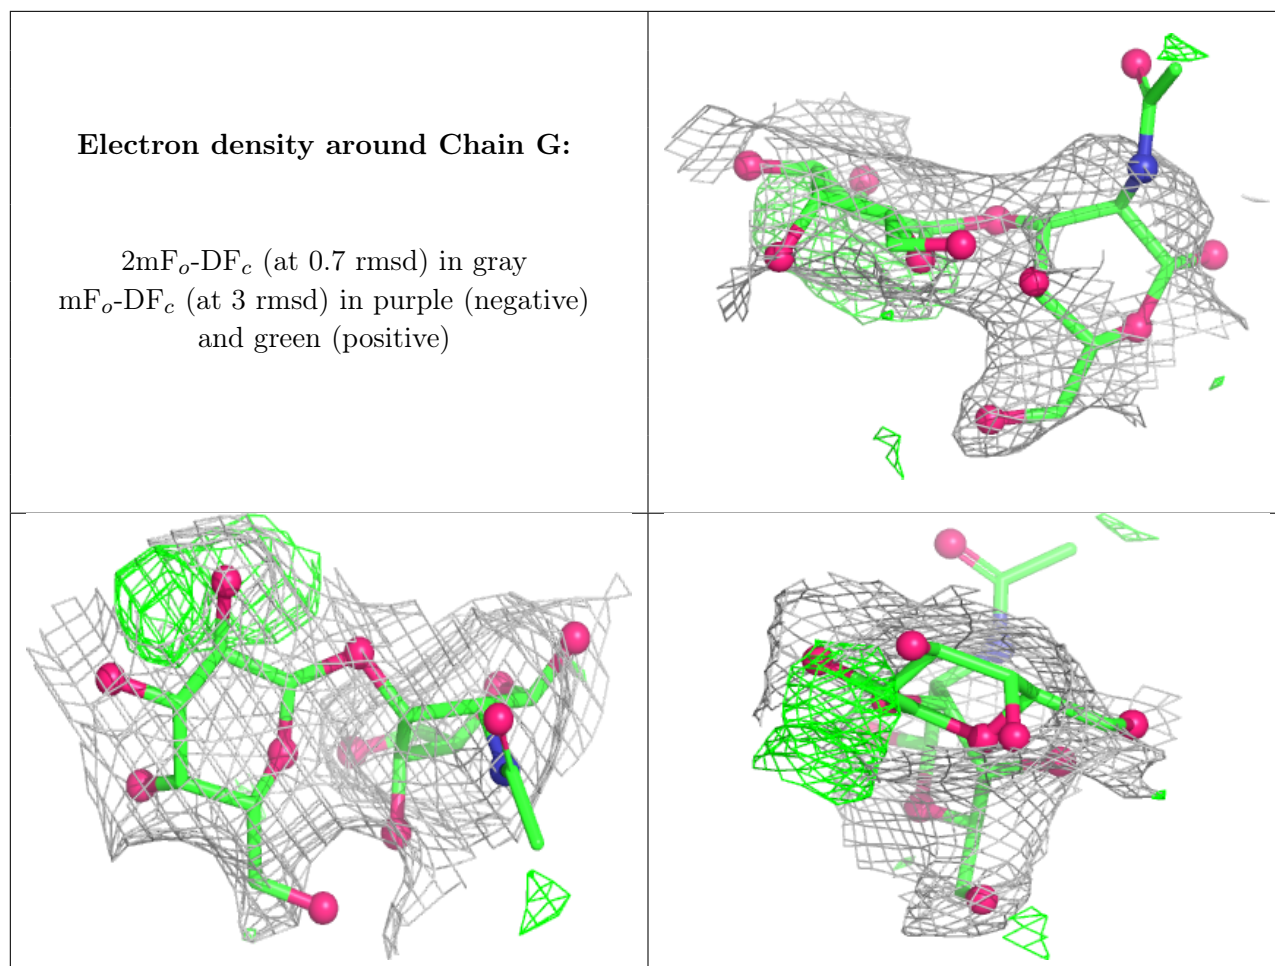 Electron density around Chain G:
2mFo-DFc (at 0.7 rmsd) in gray
mFo-DFc (at 3 rmsd) in purple (negative)
and green (positive)